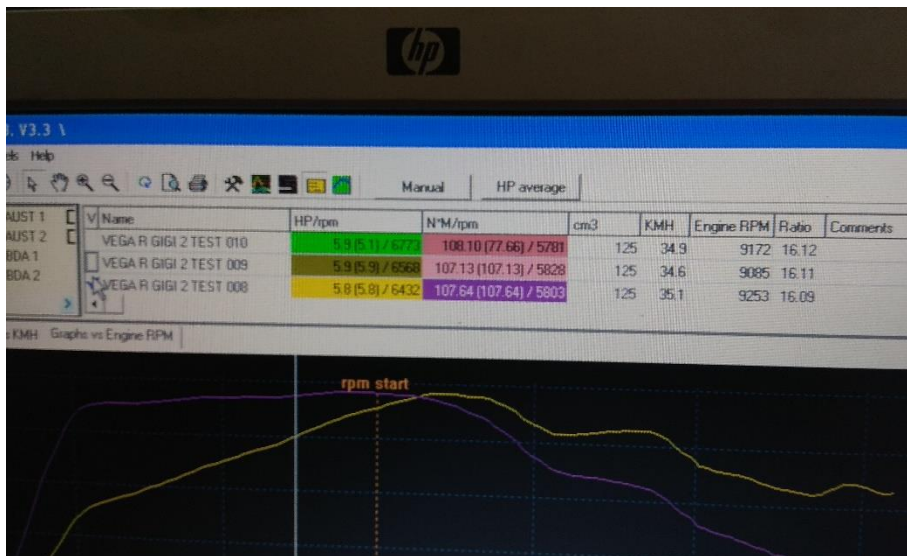 hp
V3.3 \
Help
Manual HP average
AUST 1
AUST 2
BDA 1
BDA 2
V Name HP/rpm N*M/rpm cm3 KMH Engine RPM Ratio Comments
VEGA R GIGI 2 TEST 010 5.9 (5.1) / 6773 108.10 (77.66) / 5781 125 34.9 9172 16.12
VEGA R GIGI 2 TEST 009 5.9 (5.9) / 6568 107.13 (107.13) / 5828 125 34.6 9085 16.11
VEGA R GIGI 2 TEST 008 5.8 (5.8) / 6432 107.64 (107.64) / 5803 125 35.1 9253 16.09
KMH Graphs vs Engine RPM
rpm start